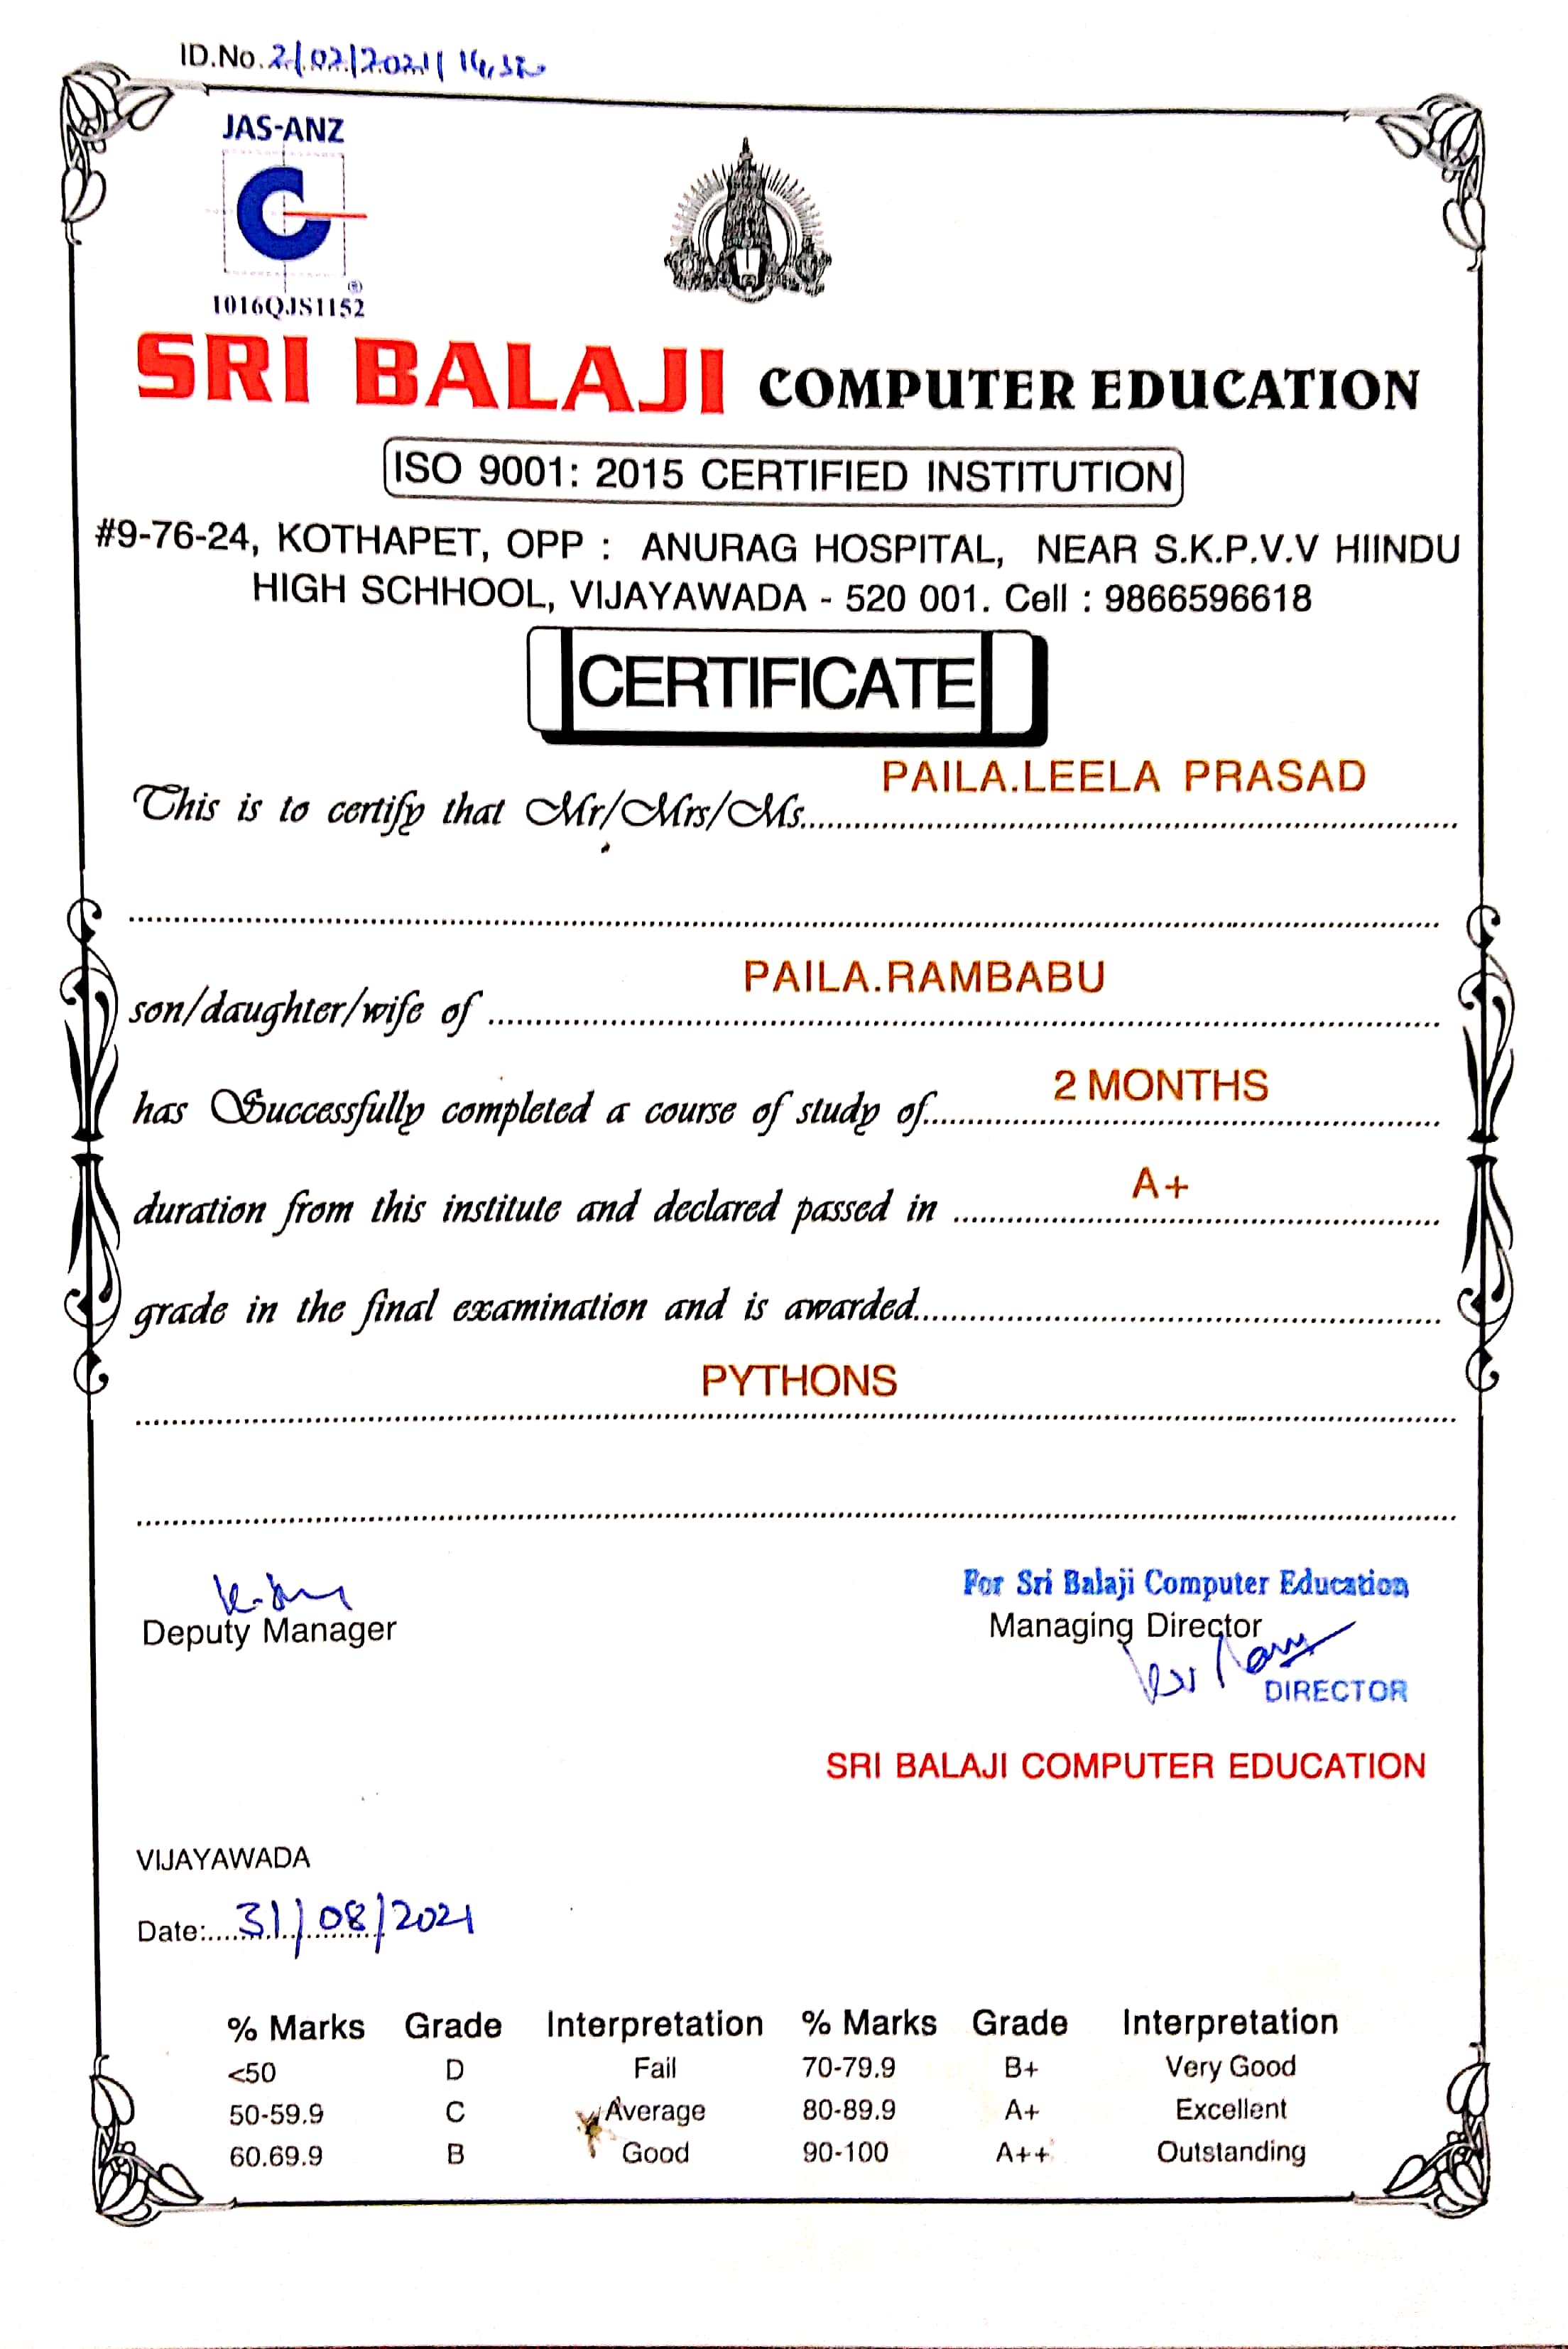 ID.No. 2/02/2021/
JAS-ANZ
®
1016QJS1152
SRI BALAJI COMPUTER EDUCATION
ISO 9001: 2015 CERTIFIED INSTITUTION
#9-76-24, KOTHAPET, OPP : ANURAG HOSPITAL, NEAR S.K.P.V.V HIINDU
HIGH SCHHOOL, VIJAYAWADA - 520 001. Cell : 9866596618
CERTIFICATE
This is to certify that Mr/Mrs/Ms. PAILA.LEELA PRASAD
son/daughter/wife of PAILA.RAMBABU
has Successfully completed a course of study of 2 MONTHS
duration from this institute and declared passed in A+
grade in the final examination and is awarded
PYTHONS
For Sri Balaji Computer Education
Deputy Manager Managing Director
DIRECTOR
SRI BALAJI COMPUTER EDUCATION
VIJAYAWADA
Date: 31/08/2021
% Marks Grade Interpretation % Marks Grade Interpretation
<50 D Fail 70-79.9 B+ Very Good
50-59.9 C Average 80-89.9 A+ Excellent
60.69.9 B Good 90-100 A++ Outstanding